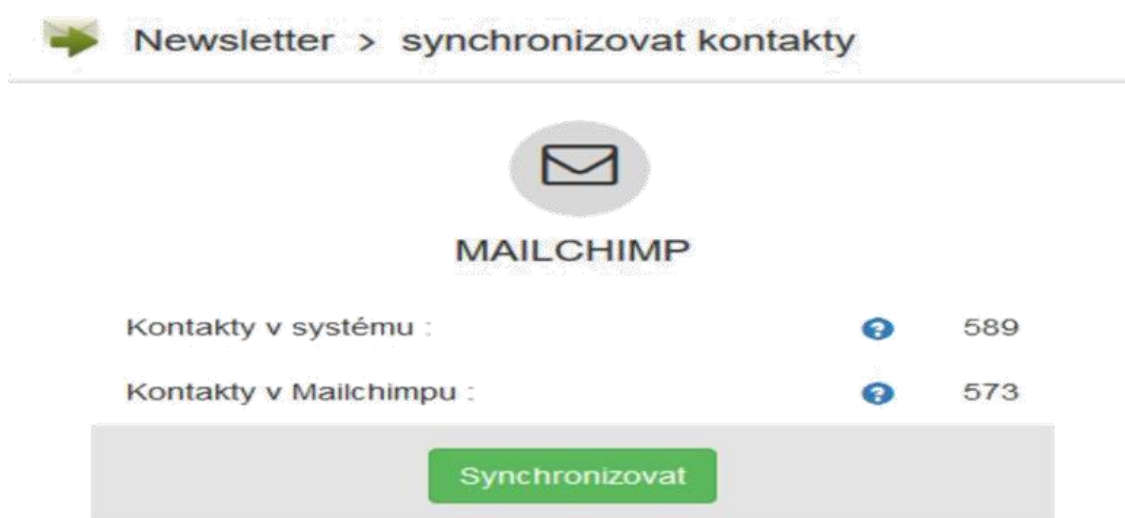 Newsletter > synchronizovat kontakty
MAILCHIMP
Kontakty v systému : 589
Kontakty v Mailchimpu : 573
Synchronizovat